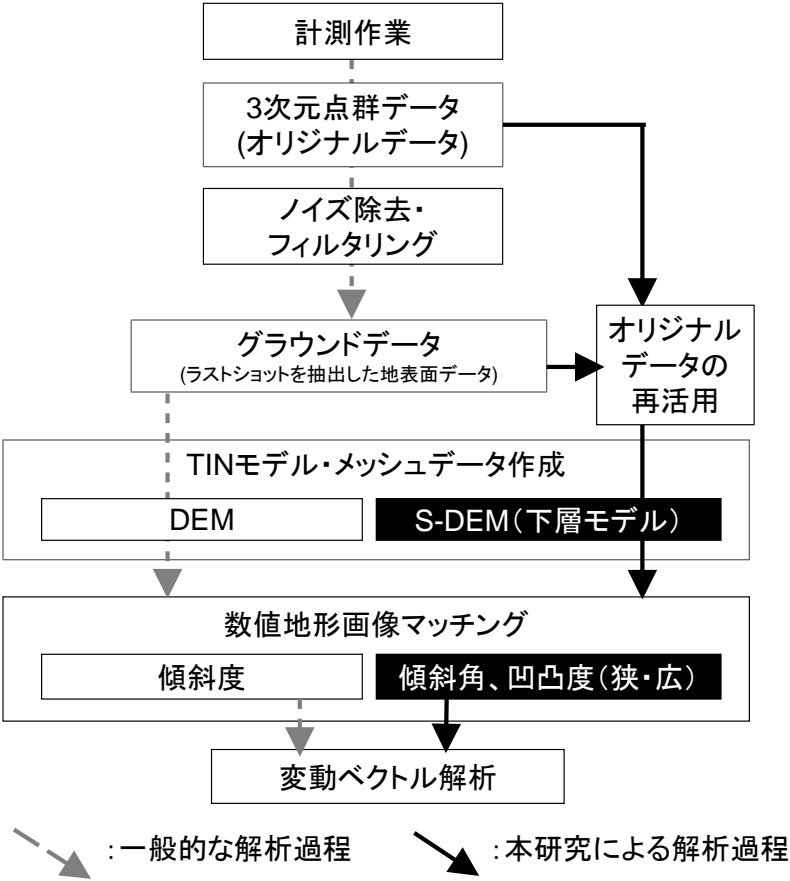 計測作業
3次元点群データ
(オリジナルデータ)
ノイズ除去・
フィルタリング
グラウンドデータ
(ラストショットを抽出した地表面データ)
オリジナル
データの
再活用
TINモデル・メッシュデータ作成
DEM
S-DEM(下層モデル)
数値地形画像マッチング
傾斜度
傾斜角、凹凸度(狭・広)
変動ベクトル解析
:一般的な解析過程
:本研究による解析過程